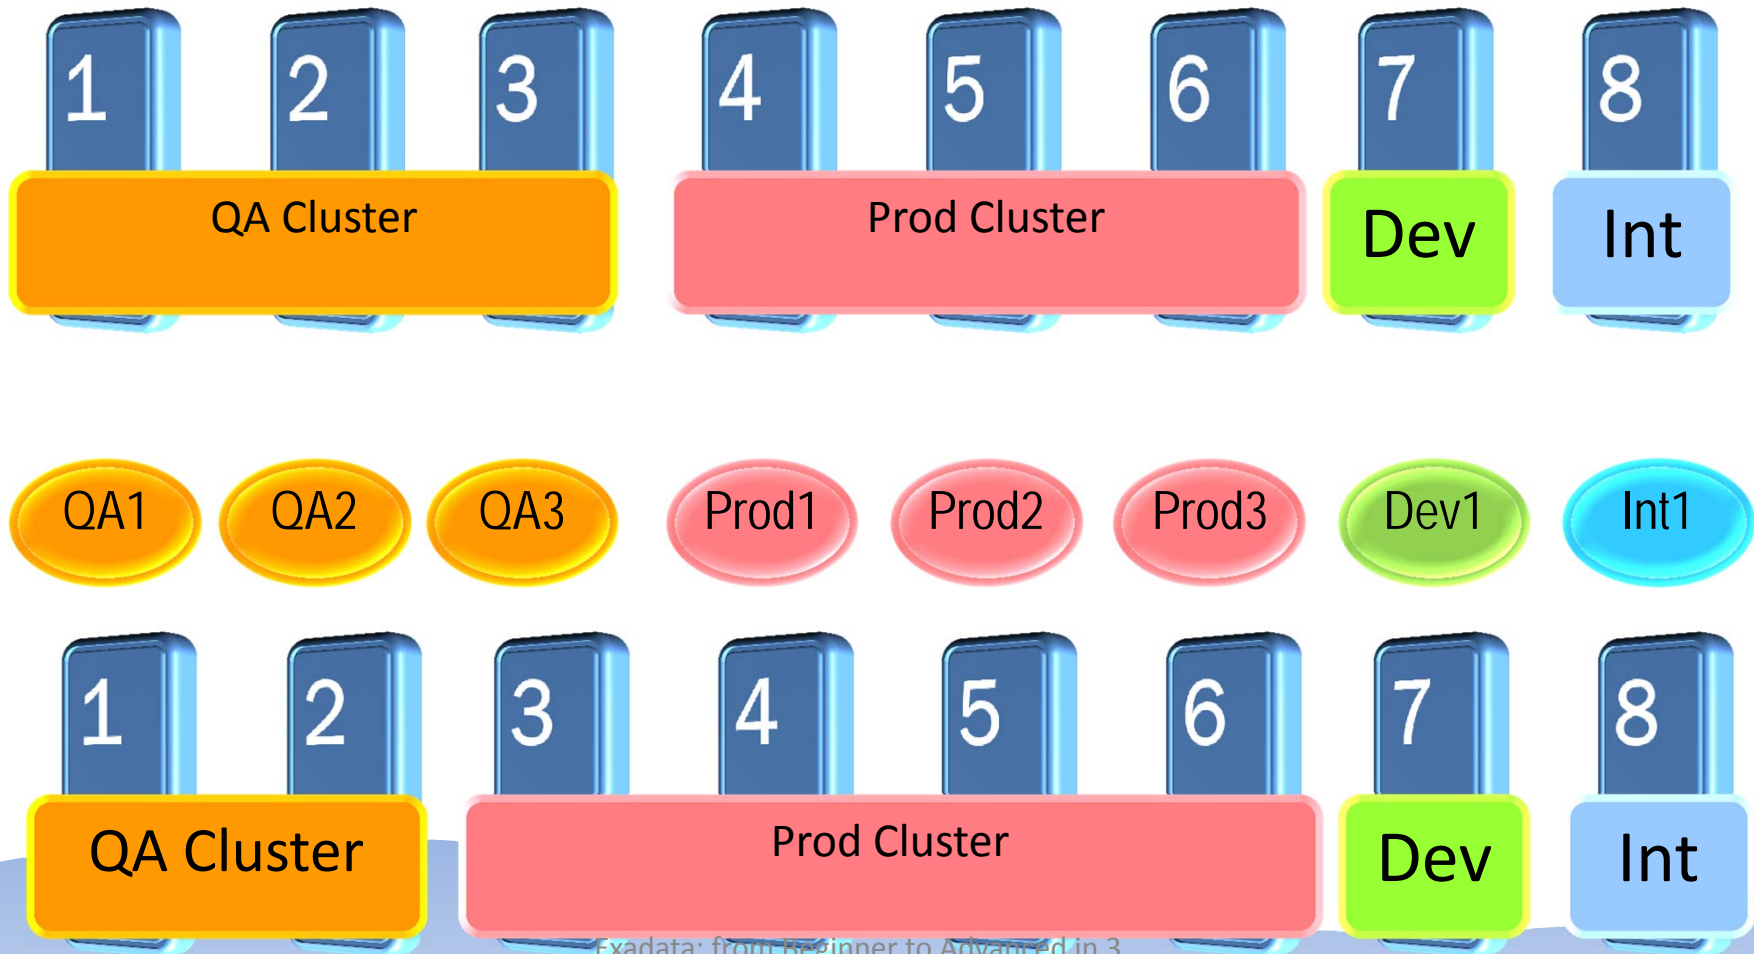 1 2 3 4 5 6 7 8
QA Cluster Prod Cluster Dev Int
QA1 QA2 QA3 Prod1 Prod2 Prod3 Dev1 Int1
1 2 3 4 5 6 7 8
QA Cluster Prod Cluster Dev Int
Exadata: from Beginner to Advanced in 3